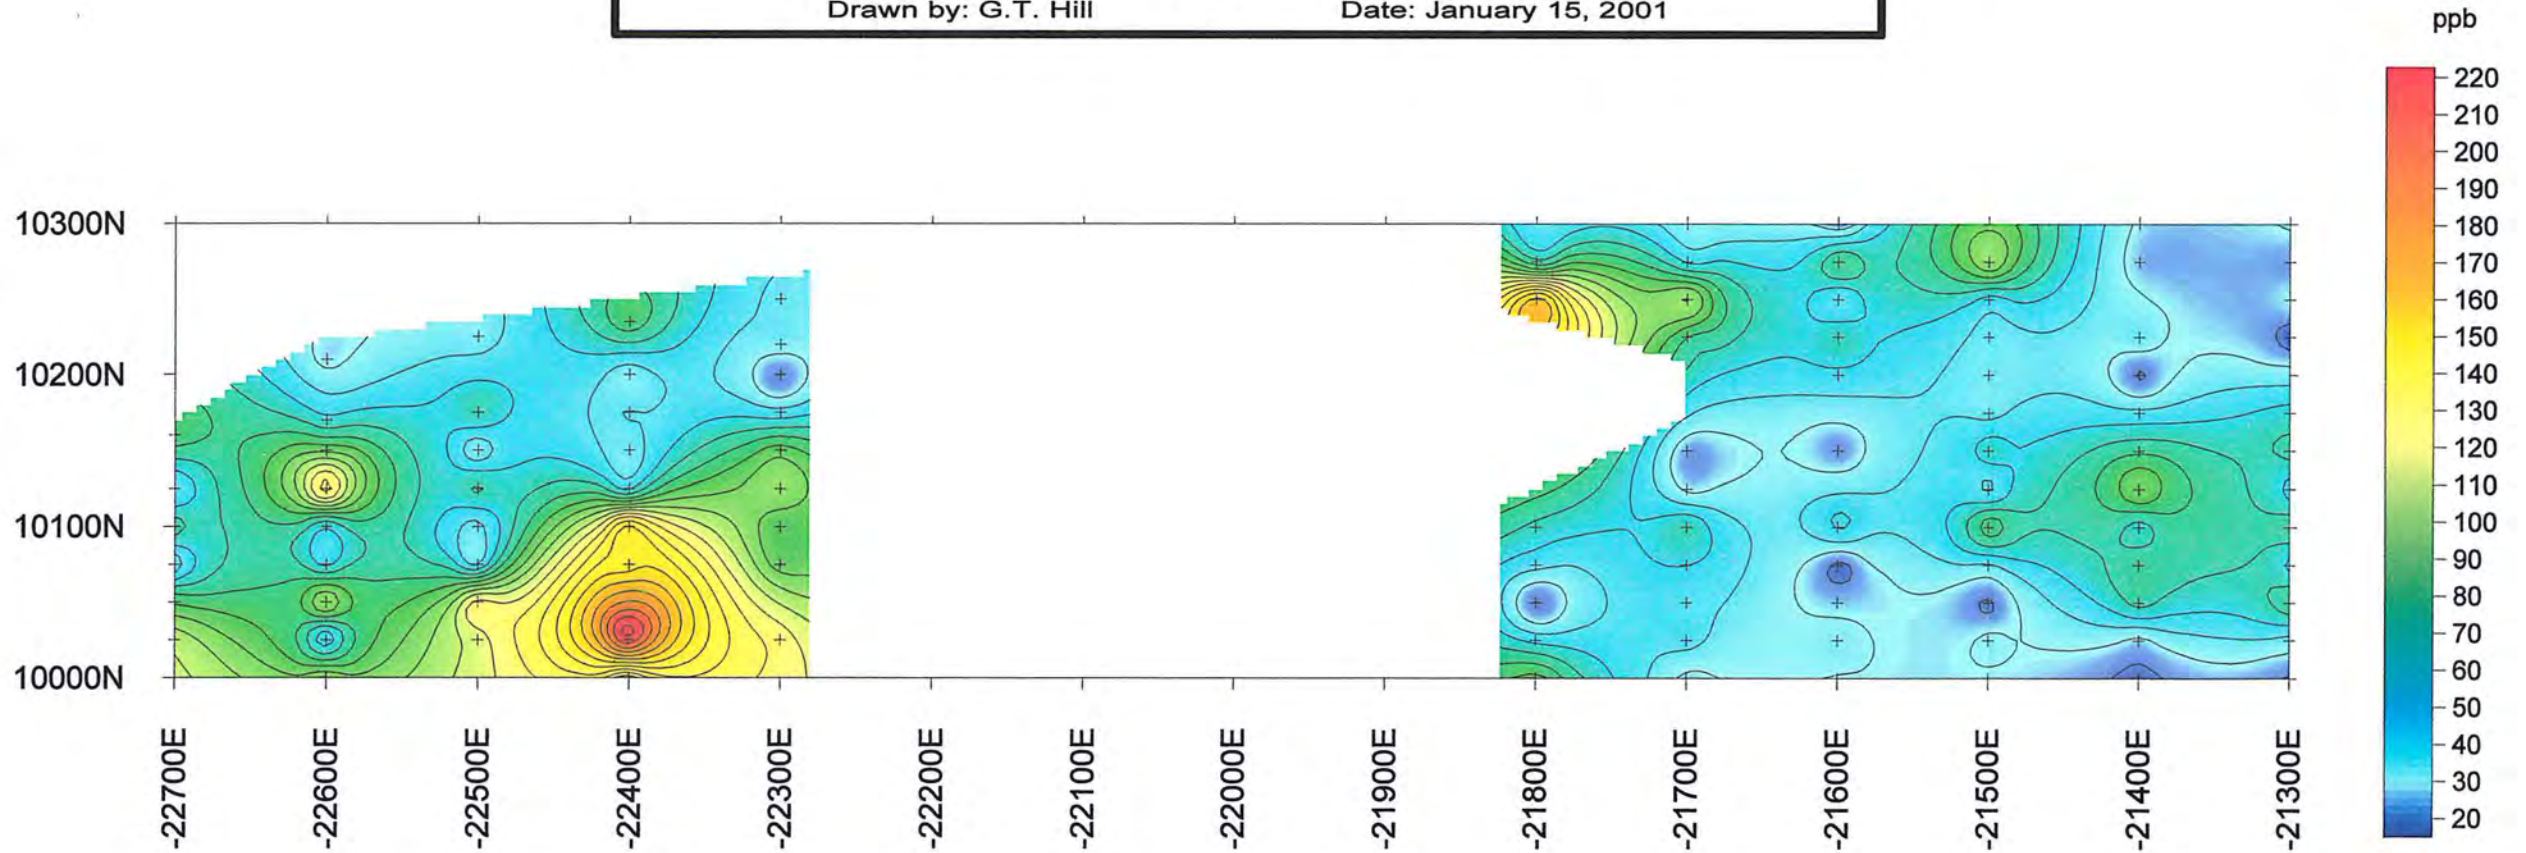 Drawn by: G.T. Hill Date: January 15, 2001
ppb
220
210
200
190
180
170
160
150
140
130
120
110
100
90
80
70
60
50
40
30
20
10300N
10200N
10100N
10000N
-22700E
-22600E
-22500E
-22400E
-22300E
-22200E
-22100E
-22000E
-21900E
-21800E
-21700E
-21600E
-21500E
-21400E
-21300E